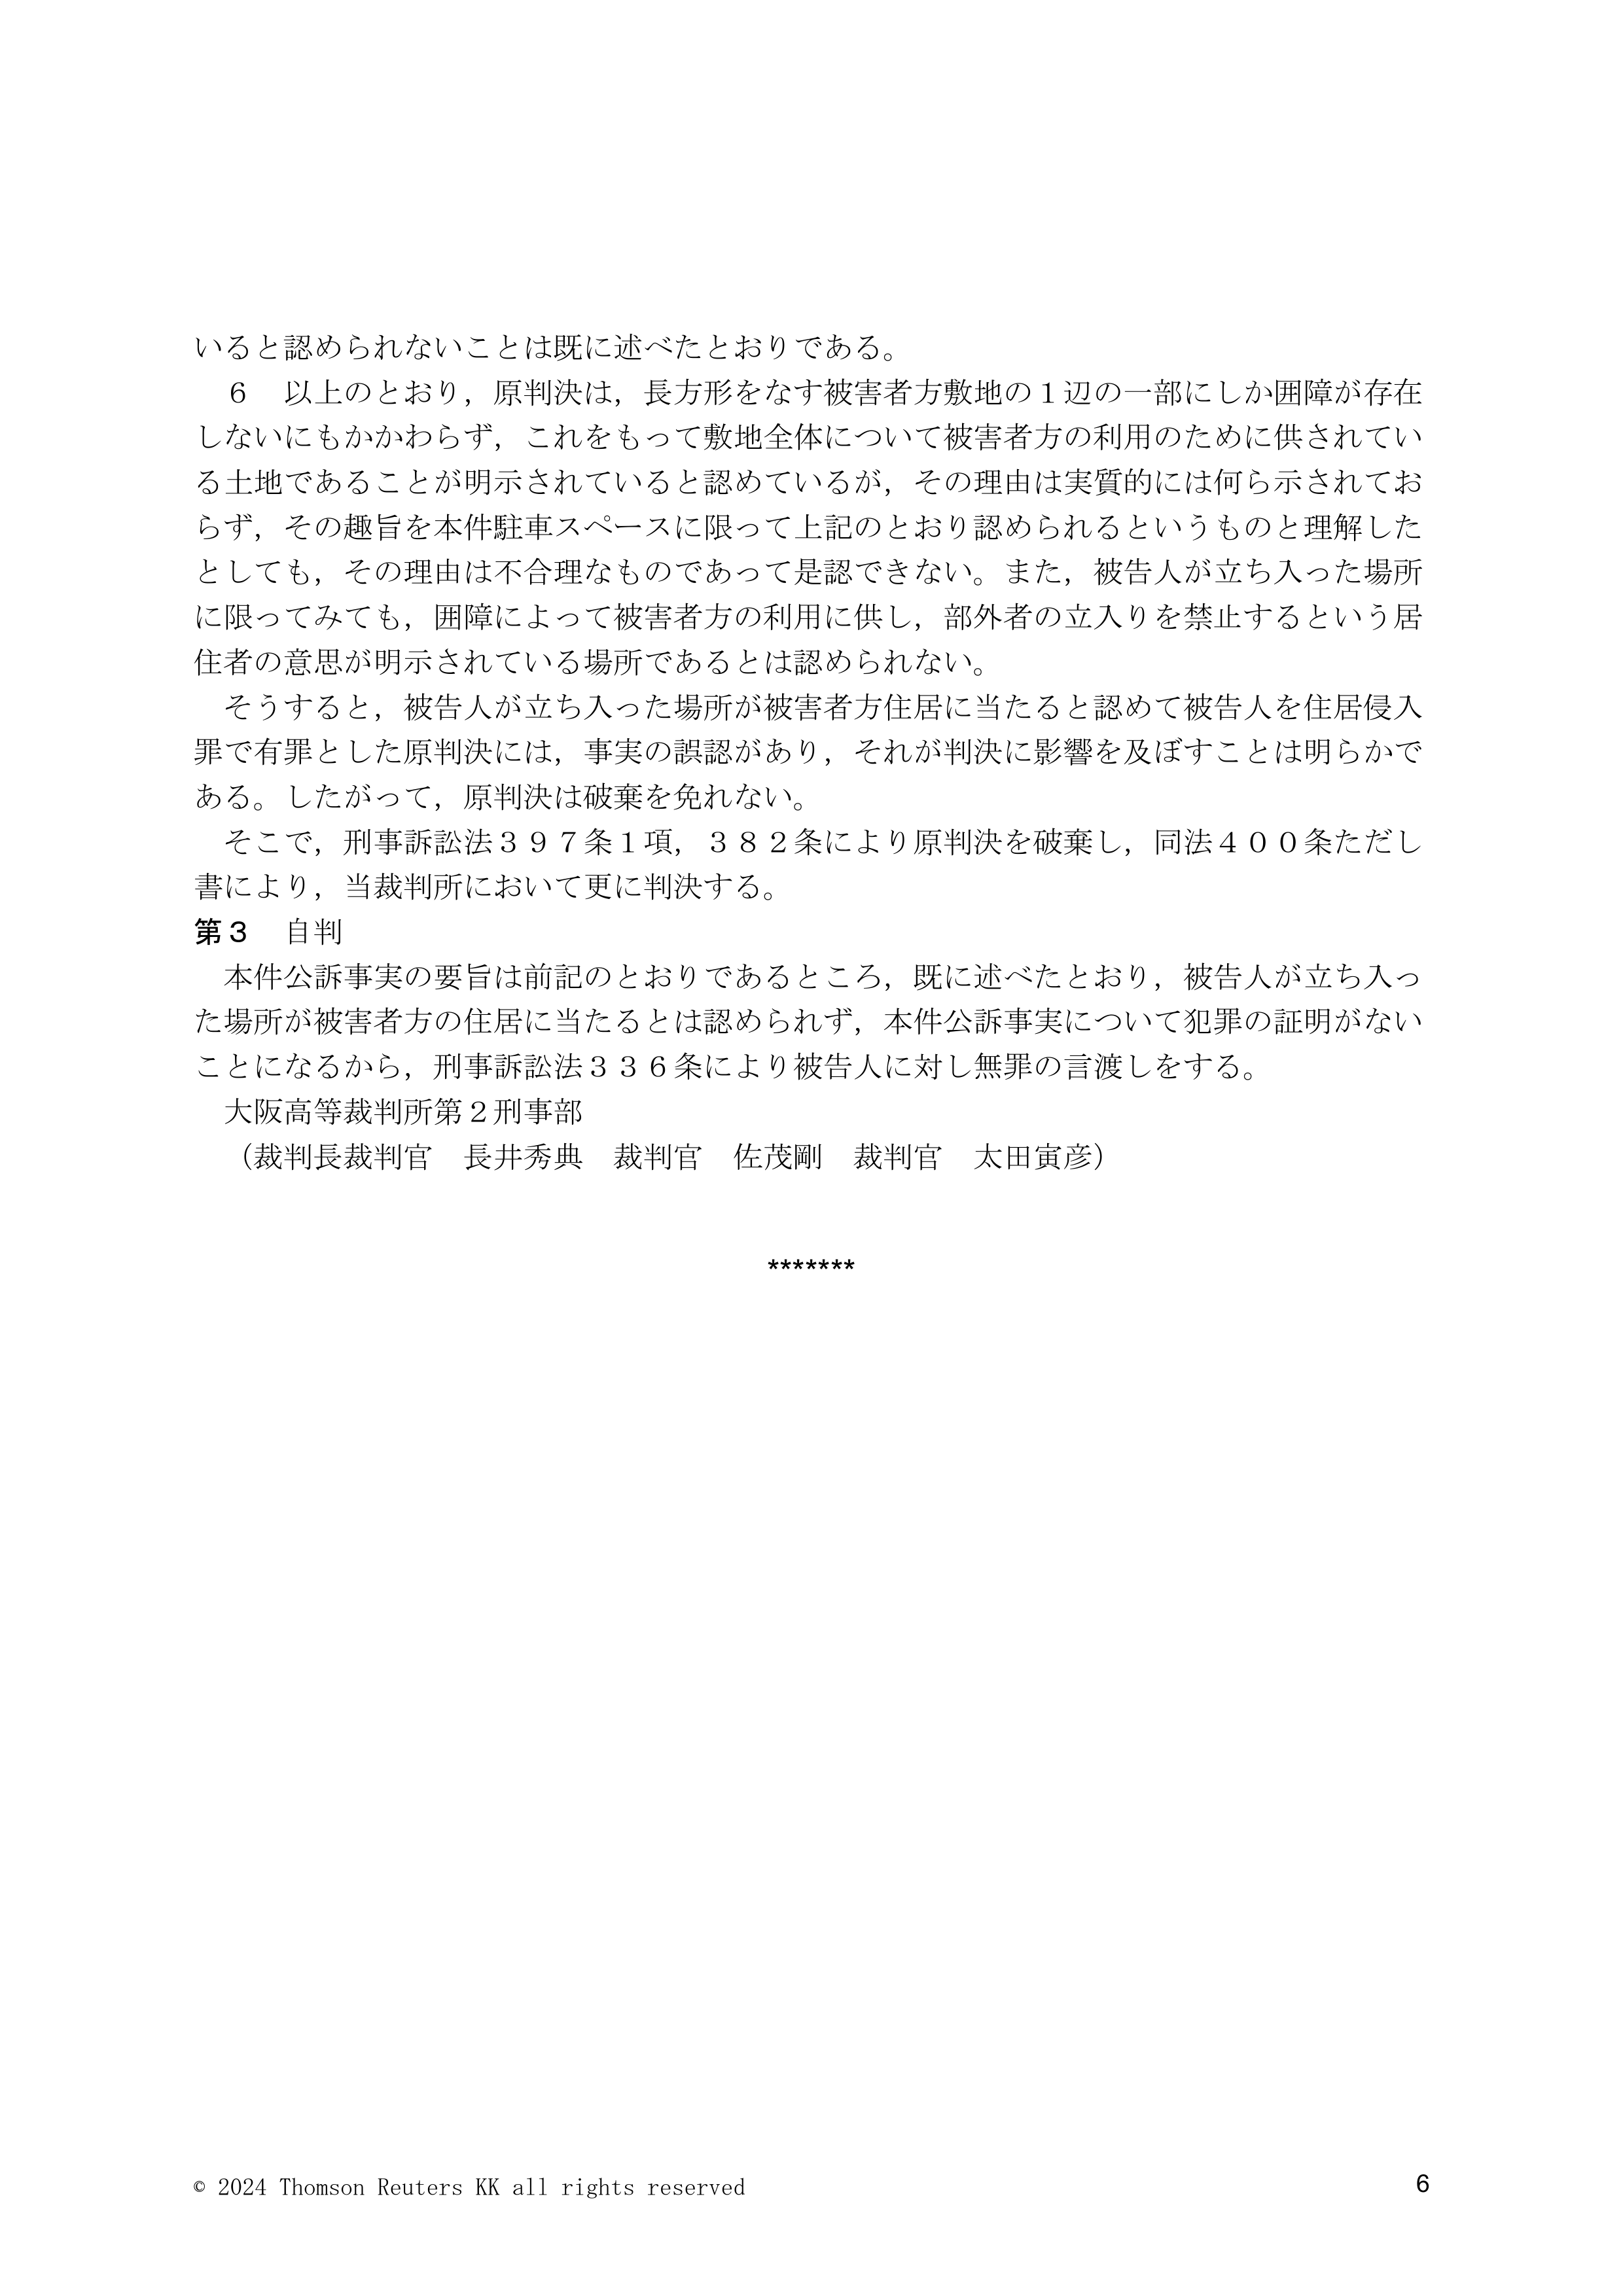 いると認められないことは既に述べたとおりである。
６　以上のとおり，原判決は，長方形をなす被害者方敷地の１辺の一部にしか囲障が存在
しないにもかかわらず，これをもって敷地全体について被害者方の利用のために供されてい
る土地であることが明示されていると認めているが，その理由は実質的には何ら示されてお
らず，その趣旨を本件駐車スペースに限って上記のとおり認められるというものと理解した
としても，その理由は不合理なものであって是認できない。また，被告人が立ち入った場所
に限ってみても，囲障によって被害者方の利用に供し，部外者の立入りを禁止するという居
住者の意思が明示されている場所であるとは認められない。
そうすると，被告人が立ち入った場所が被害者方住居に当たると認めて被告人を住居侵入
罪で有罪とした原判決には，事実の誤認があり，それが判決に影響を及ぼすことは明らかで
ある。したがって，原判決は破棄を免れない。
そこで，刑事訴訟法３９７条１項，３８２条により原判決を破棄し，同法４００条ただし
書により，当裁判所において更に判決する。
第３　自判
本件公訴事実の要旨は前記のとおりであるところ，既に述べたとおり，被告人が立ち入っ
た場所が被害者方の住居に当たるとは認められず，本件公訴事実について犯罪の証明がない
ことになるから，刑事訴訟法３３６条により被告人に対し無罪の言渡しをする。
大阪高等裁判所第２刑事部
（裁判長裁判官　長井秀典　裁判官　佐茂剛　裁判官　太田寅彦）
*******
© 2024 Thomson Reuters KK all rights reserved
6